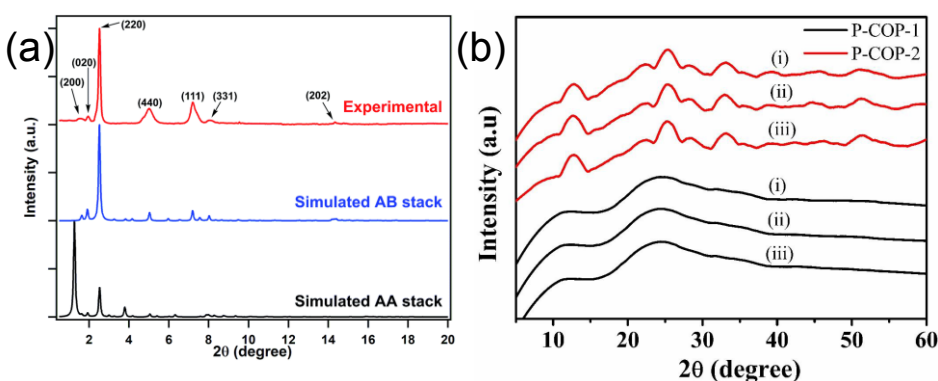 (a)
(220)
(020)
(200)
(440)
(111)
(331)
(202)
Experimental
Simulated AB stack
Simulated AA stack
Intensity (a.u.)
2 4 6 8 10 12 14 16 18 20
2θ (degree)
(b)
P-COP-1
P-COP-2
(i)
(ii)
(iii)
(i)
(ii)
(iii)
Intensity (a.u)
10 20 30 40 50 60
2θ (degree)